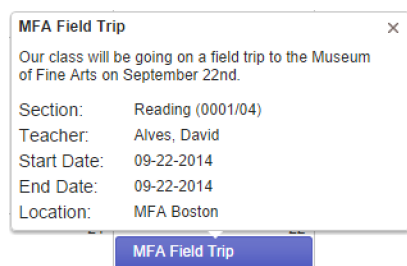 MFA Field Trip
Our class will be going on a field trip to the Museum
of Fine Arts on September 22nd.
Section: Reading (0001/04)
Teacher: Alves, David
Start Date: 09-22-2014
End Date: 09-22-2014
Location: MFA Boston
MFA Field Trip